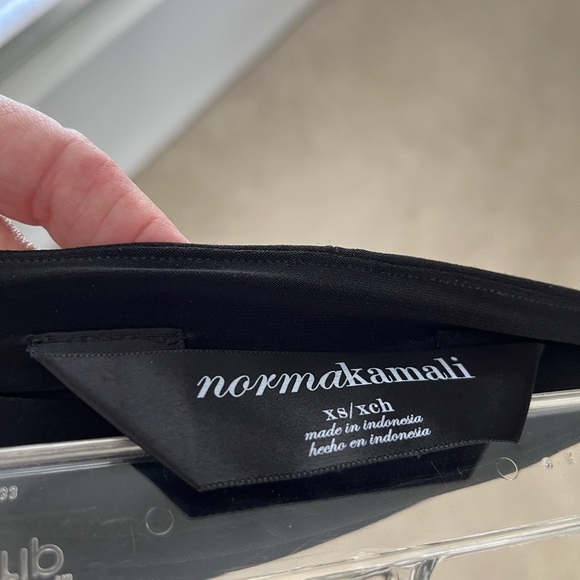 normakamali
xs/xch
made in indonesia
hecho en indonesia